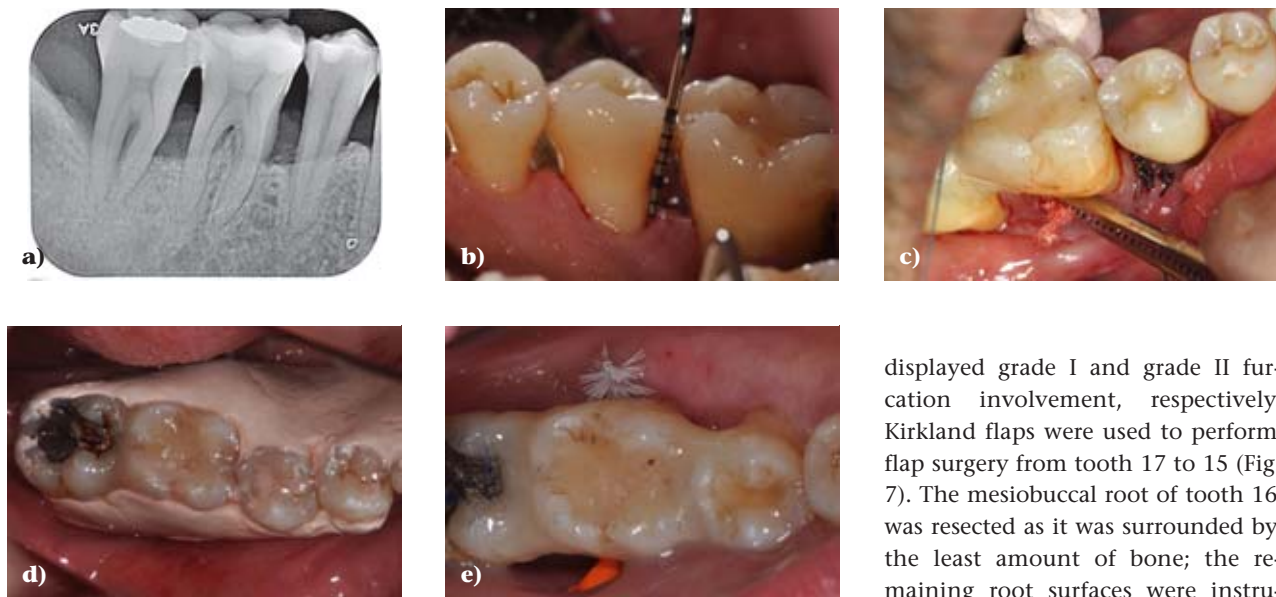 3A
a)
b)
c)
d)
e)
displayed grade I and grade II fur-
cation involvement, respectively
Kirkland flaps were used to perform
flap surgery from tooth 17 to 15 (Fig
7). The mesiobuccal root of tooth 16
was resected as it was surrounded by
the least amount of bone; the re-
maining root surfaces were instru-